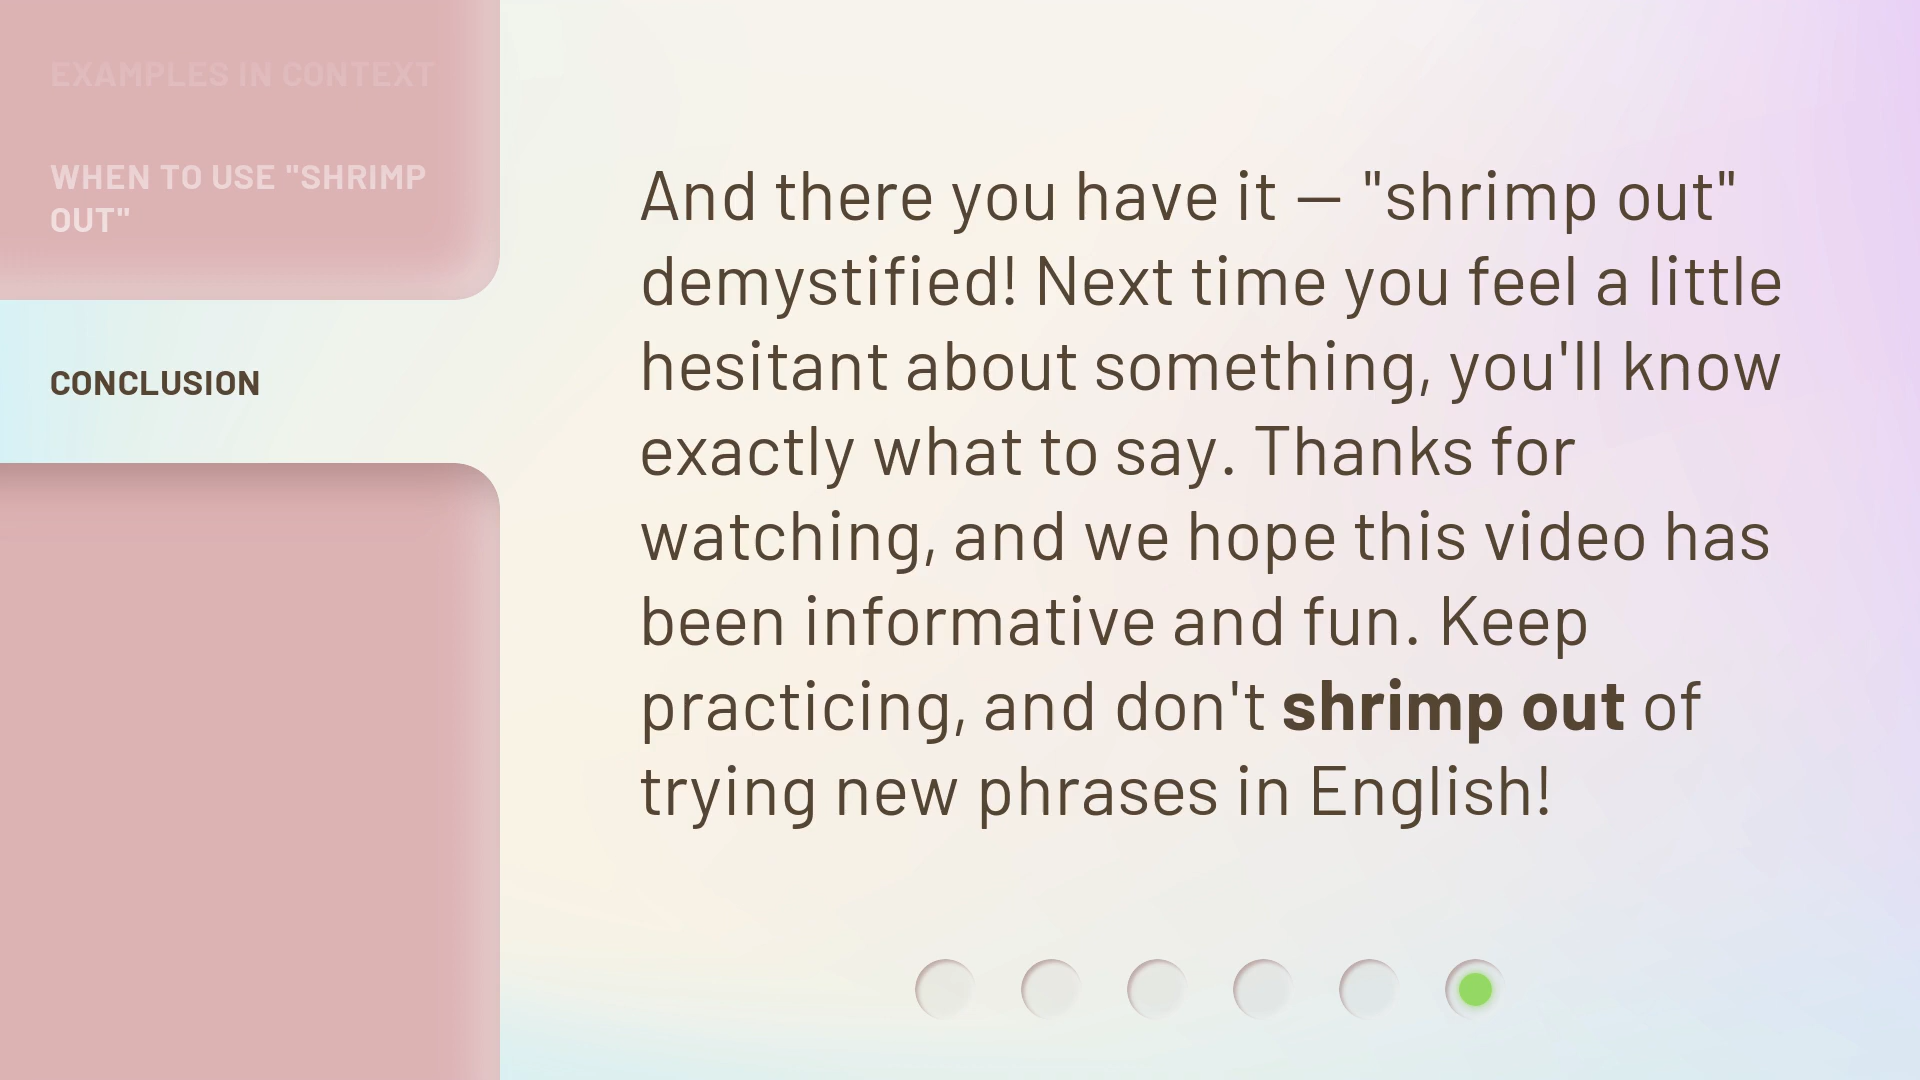 EXAMPLES IN CONTEXT
WHEN TO USE "SHRIMP
OUT"
CONCLUSION
And there you have it — "shrimp out"
demystified! Next time you feel a little
hesitant about something, you'll know
exactly what to say. Thanks for
watching, and we hope this video has
been informative and fun. Keep
practicing, and don't shrimp out of
trying new phrases in English!